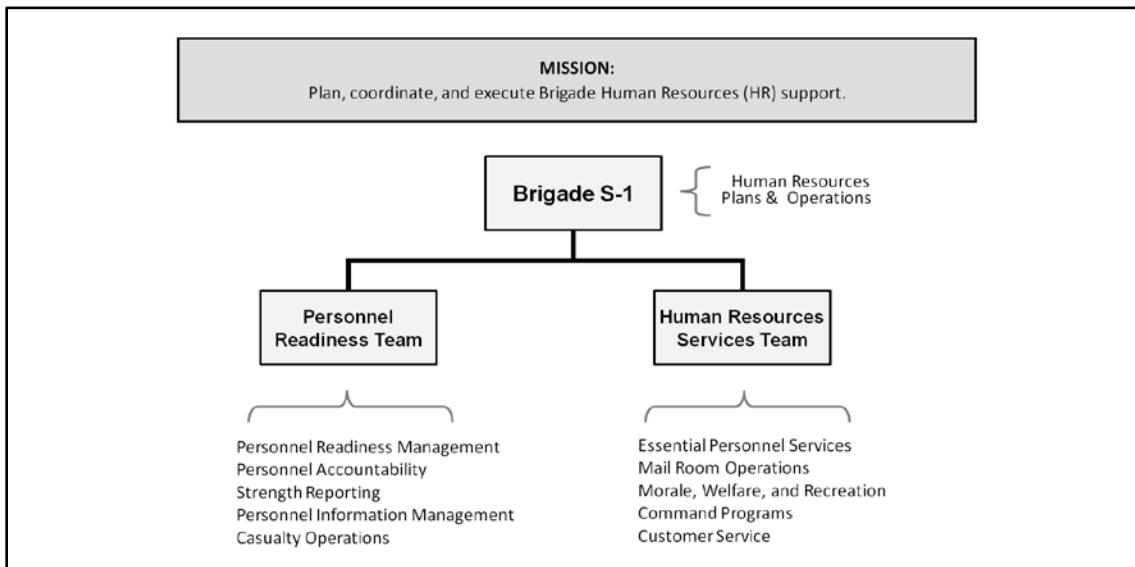 MISSION:
Plan, coordinate, and execute Brigade Human Resources (HR) support.
Brigade S-1
Human Resources
Plans & Operations
Personnel
Readiness Team
Human Resources
Services Team
Personnel Readiness Management
Personnel Accountability
Strength Reporting
Personnel Information Management
Casualty Operations
Essential Personnel Services
Mail Room Operations
Morale, Welfare, and Recreation
Command Programs
Customer Service